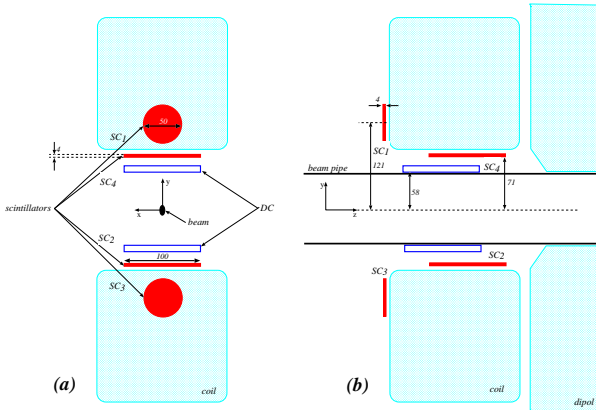 50
SC1
4
SC4
scintillators
y
x
beam
DC
SC2
100
SC3
(a)
coil
4
SC1
121
beam pipe
SC4
71
58
y
z
SC2
SC3
(b)
coil
dipol